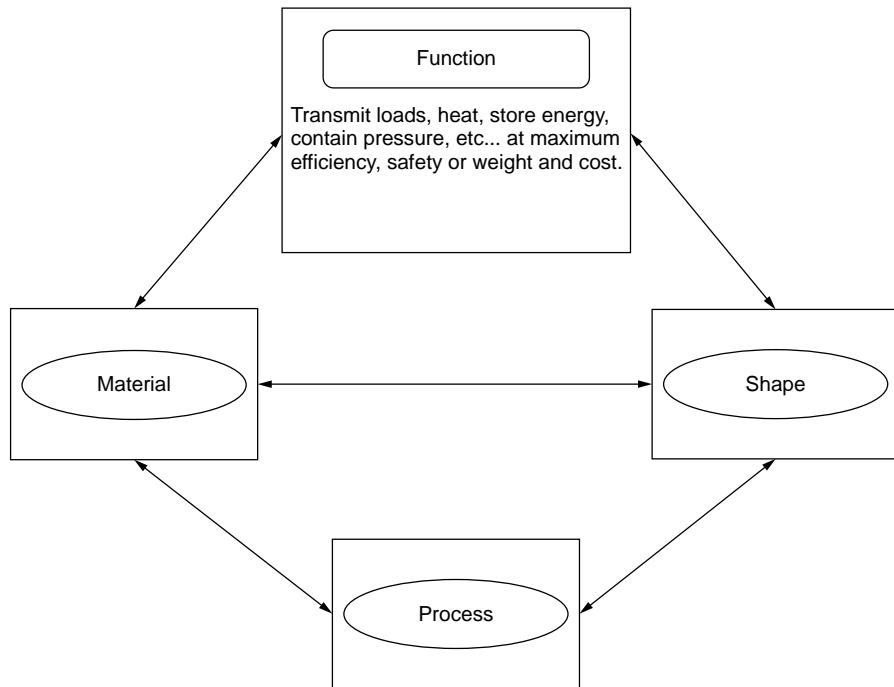 Function
Transmit loads, heat, store energy,
contain pressure, etc... at maximum
efficiency, safety or weight and cost.
Material
Shape
Process